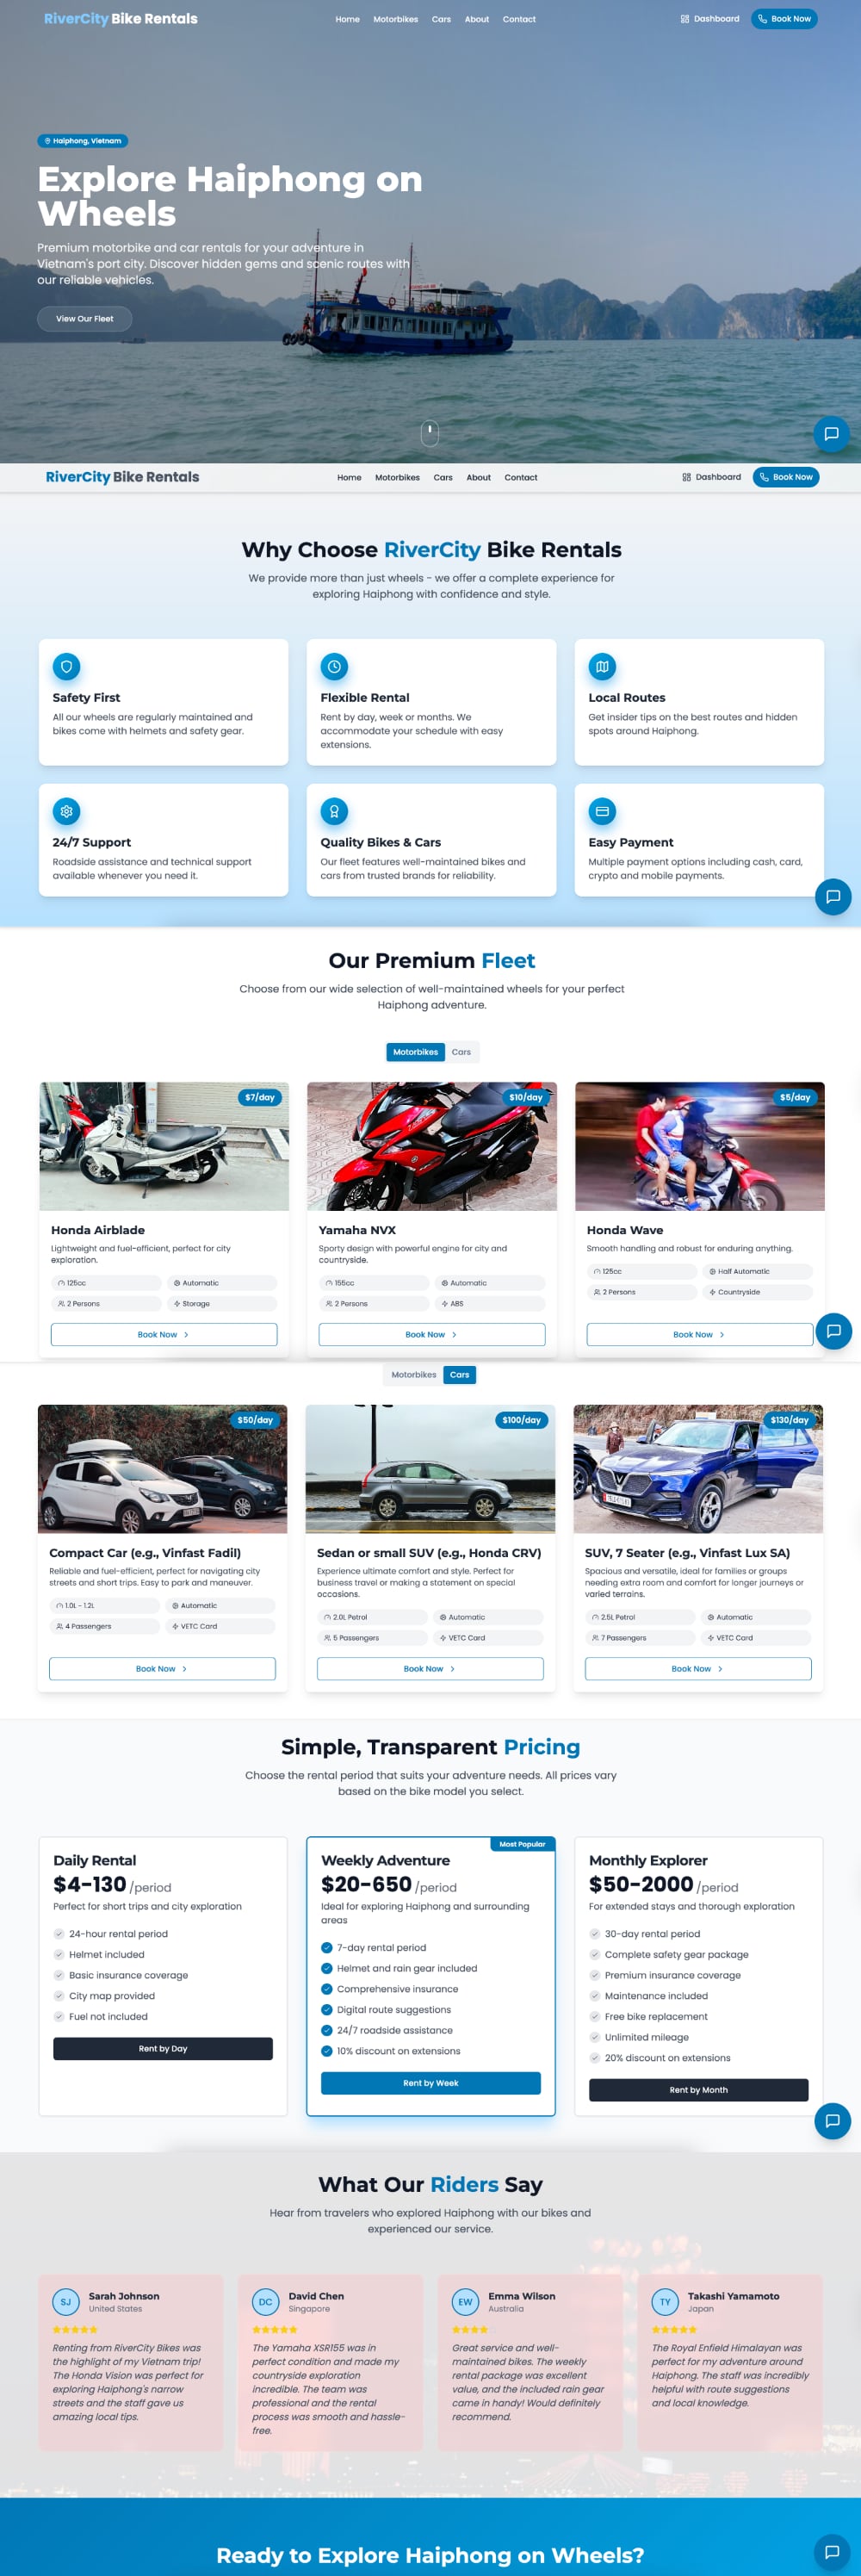 RiverCity Bike Rentals
Home Motorbikes Cars About Contact
Dashboard
Book Now
Haiphong, Vietnam
Explore Haiphong on
Wheels
Premium motorbike and car rentals for your adventure in
Vietnam's port city. Discover hidden gems and scenic routes with
our reliable vehicles.
View Our Fleet
RiverCity Bike Rentals
Home Motorbikes Cars About Contact
Dashboard
Book Now
Why Choose RiverCity Bike Rentals
We provide more than just wheels - we offer a complete experience for
exploring Haiphong with confidence and style.
Safety First
All our wheels are regularly maintained and
bikes come with helmets and safety gear.
Flexible Rental
Rent by day, week or months. We
accommodate your schedule with easy
extensions.
Local Routes
Get insider tips on the best routes and hidden
spots around Haiphong.
24/7 Support
Roadside assistance and technical support
available whenever you need it.
Quality Bikes & Cars
Our fleet features well-maintained bikes and
cars from trusted brands for reliability.
Easy Payment
Multiple payment options including cash, card,
crypto and mobile payments.
Our Premium Fleet
Choose from our wide selection of well-maintained wheels for your perfect
Haiphong adventure.
Motorbikes Cars
$7/day
Honda Airblade
Lightweight and fuel-efficient, perfect for city
exploration.
125cc
Automatic
2 Persons
Storage
Book Now
$10/day
Yamaha NVX
Sporty design with powerful engine for city and
countryside.
155cc
Automatic
2 Persons
ABS
Book Now
$5/day
Honda Wave
Smooth handling and robust for enduring anything.
125cc
Half Automatic
2 Persons
Countryside
Book Now
Motorbikes Cars
$50/day
Compact Car (e.g., Vinfast Fadil)
Reliable and fuel-efficient, perfect for navigating city
streets and short trips. Easy to park and maneuver.
1.0L - 1.2L
Automatic
4 Passengers
VETC Card
Book Now
$100/day
Sedan or small SUV (e.g., Honda CRV)
Experience ultimate comfort and style. Perfect for
business travel or making a statement on special
occasions.
2.0L Petrol
Automatic
5 Passengers
VETC Card
Book Now
$130/day
SUV, 7 Seater (e.g., Vinfast Lux SA)
Spacious and versatile, ideal for families or groups
needing extra room and comfort for longer journeys or
varied terrains.
2.5L Petrol
Automatic
7 Passengers
VETC Card
Book Now
Simple, Transparent Pricing
Choose the rental period that suits your adventure needs. All prices vary
based on the bike model you select.
Daily Rental
$4-130 /period
Perfect for short trips and city exploration
24-hour rental period
Helmet included
Basic insurance coverage
City map provided
Fuel not included
Rent by Day
Most Popular
Weekly Adventure
$20-650 /period
Ideal for exploring Haiphong and surrounding
areas
7-day rental period
Helmet and rain gear included
Comprehensive insurance
Digital route suggestions
24/7 roadside assistance
10% discount on extensions
Rent by Week
Monthly Explorer
$50-2000 /period
For extended stays and thorough exploration
30-day rental period
Complete safety gear package
Premium insurance coverage
Maintenance included
Free bike replacement
Unlimited mileage
20% discount on extensions
Rent by Month
What Our Riders Say
Hear from travelers who explored Haiphong with our bikes and
experienced our service.
SJ
Sarah Johnson
United States
Renting from RiverCity Bikes was
the highlight of my Vietnam trip!
The Honda Vision was perfect for
exploring Haiphong's narrow
streets and the staff gave us
amazing local tips.
DC
David Chen
Singapore
The Yamaha XSR155 was in
perfect condition and made my
countryside exploration
incredible. The team was
professional and the rental
process was smooth and hassle-
free.
EW
Emma Wilson
Australia
Great service and well-
maintained bikes. The weekly
rental package was excellent
value, and the included rain gear
came in handy! Would definitely
recommend.
TY
Takashi Yamamoto
Japan
The Royal Enfield Himalayan was
perfect for my adventure around
Haiphong. The staff was incredibly
helpful with route suggestions
and local knowledge.
Ready to Explore Haiphong on Wheels?